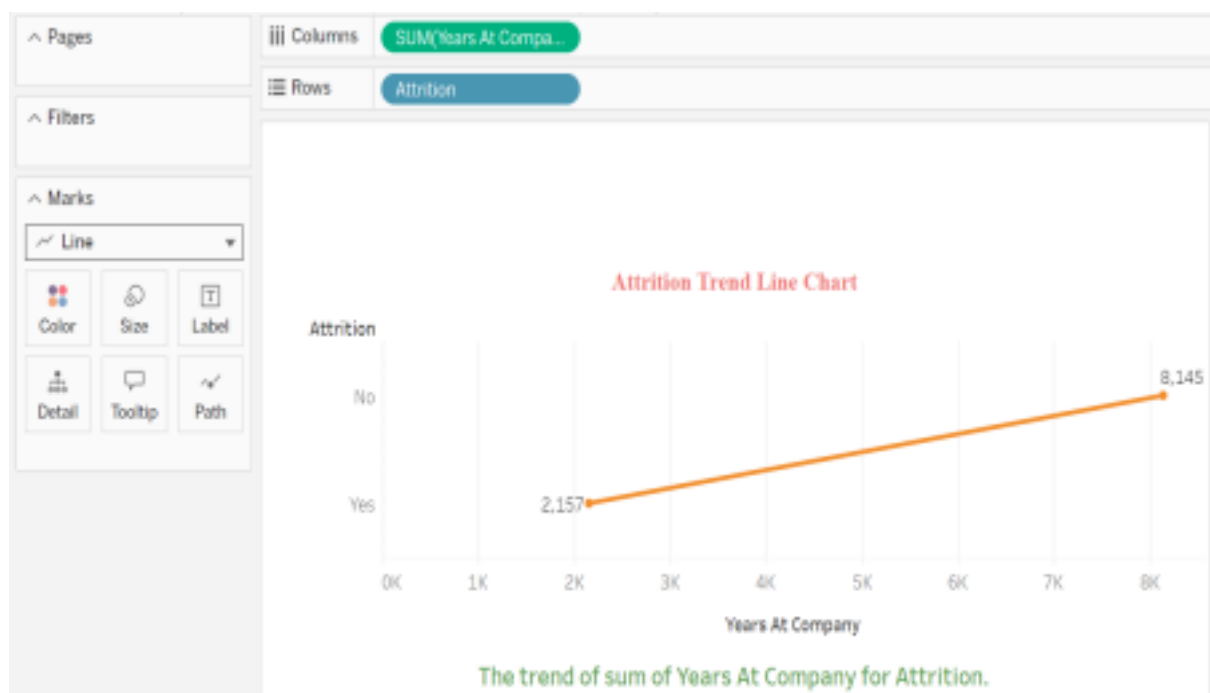 Pages
Filters
Marks
Line
Color Size Label
Detail Tooltip Path
Columns SUM(Years At Compa...
Rows Attrition
Attrition Trend Line Chart
Attrition
No
8,145
Yes
2,157
0K 1K 2K 3K 4K 5K 6K 7K 8K
Years At Company
The trend of sum of Years At Company for Attrition.